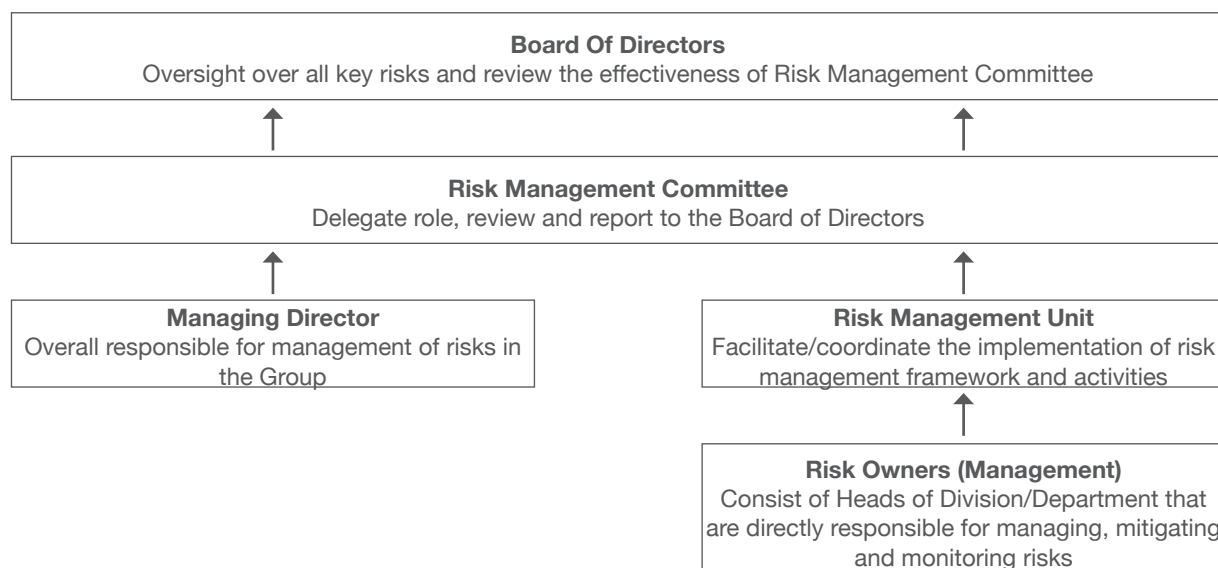 Board Of Directors
Oversight over all key risks and review the effectiveness of Risk Management Committee
Risk Management Committee
Delegate role, review and report to the Board of Directors
Managing Director
Overall responsible for management of risks in
the Group
Risk Management Unit
Facilitate/coordinate the implementation of risk
management framework and activities
Risk Owners (Management)
Consist of Heads of Division/Department that
are directly responsible for managing, mitigating
and monitoring risks